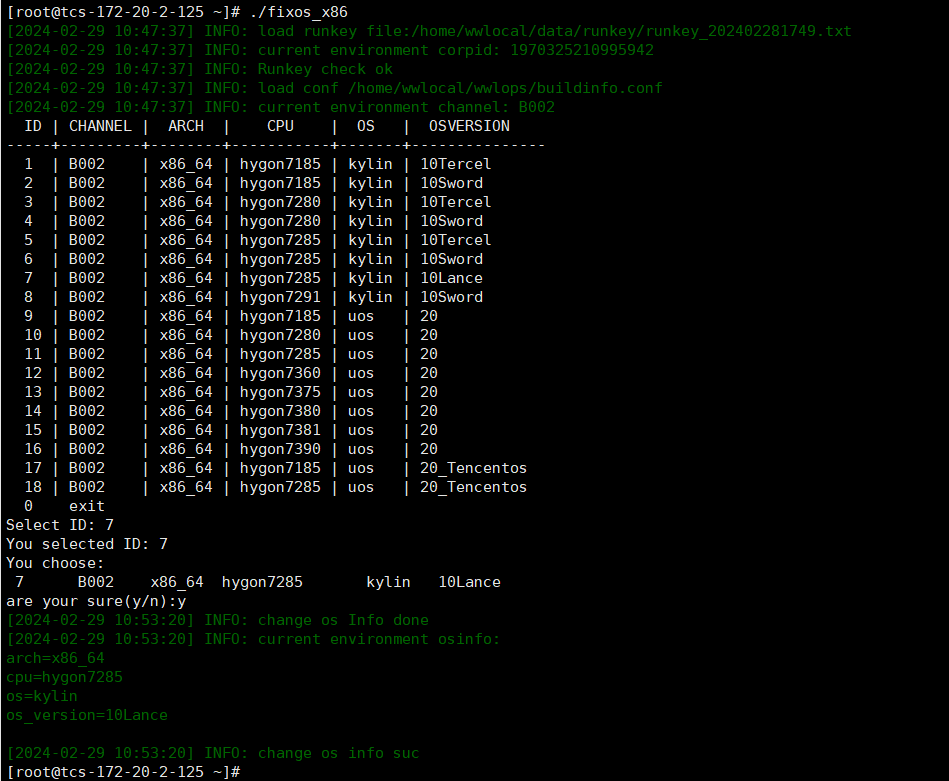 [root@tcs-172-20-2-125 ~]# ./fixos_x86
[2024-02-29 10:47:37] INFO: load runkey file:/home/wwlocal/data/runkey/runkey_202402281749.txt
[2024-02-29 10:47:37] INFO: current environment corpid: 1970325210995942
[2024-02-29 10:47:37] INFO: Runkey check ok
[2024-02-29 10:47:37] INFO: load conf /home/wwlocal/wwlops/buildinfo.conf
[2024-02-29 10:47:37] INFO: current environment channel: B002
  ID | CHANNEL |  ARCH  |    CPU    |  OS   |  OSVERSION
-----+---------+--------+-----------+-------+---------------
  1  | B002    | x86_64 | hygon7185 | kylin | 10Tercel
  2  | B002    | x86_64 | hygon7185 | kylin | 10Sword
  3  | B002    | x86_64 | hygon7280 | kylin | 10Tercel
  4  | B002    | x86_64 | hygon7280 | kylin | 10Sword
  5  | B002    | x86_64 | hygon7285 | kylin | 10Tercel
  6  | B002    | x86_64 | hygon7285 | kylin | 10Sword
  7  | B002    | x86_64 | hygon7285 | kylin | 10Lance
  8  | B002    | x86_64 | hygon7291 | kylin | 10Sword
  9  | B002    | x86_64 | hygon7185 | uos   | 20
  10 | B002    | x86_64 | hygon7280 | uos   | 20
  11 | B002    | x86_64 | hygon7285 | uos   | 20
  12 | B002    | x86_64 | hygon7360 | uos   | 20
  13 | B002    | x86_64 | hygon7375 | uos   | 20
  14 | B002    | x86_64 | hygon7380 | uos   | 20
  15 | B002    | x86_64 | hygon7381 | uos   | 20
  16 | B002    | x86_64 | hygon7390 | uos   | 20
  17 | B002    | x86_64 | hygon7185 | uos   | 20_Tencentos
  18 | B002    | x86_64 | hygon7285 | uos   | 20_Tencentos
  0    exit
Select ID: 7
You selected ID: 7
You choose:
 7      B002    x86_64  hygon7285       kylin   10Lance
are your sure(y/n):y
[2024-02-29 10:53:20] INFO: change os Info done
[2024-02-29 10:53:20] INFO: current environment osinfo:
arch=x86_64
cpu=hygon7285
os=kylin
os_version=10Lance
[2024-02-29 10:53:20] INFO: change os info suc
[root@tcs-172-20-2-125 ~]#